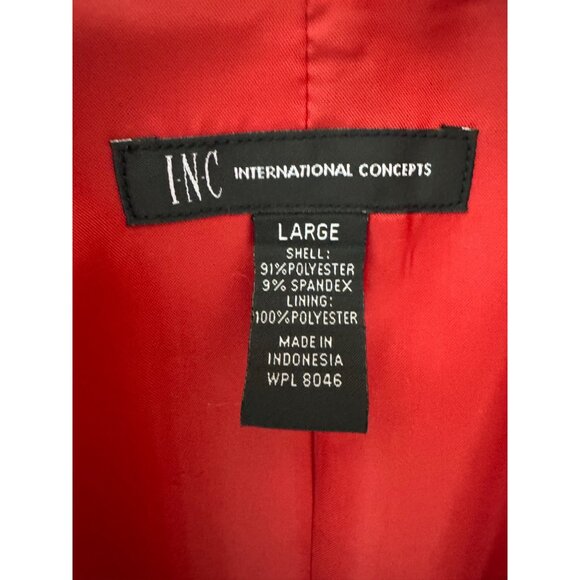 I·N·C INTERNATIONAL CONCEPTS
LARGE
SHELL:
91%POLYESTER
9% SPANDEX
LINING:
100%POLYESTER
MADE IN
INDONESIA
WPL 8046